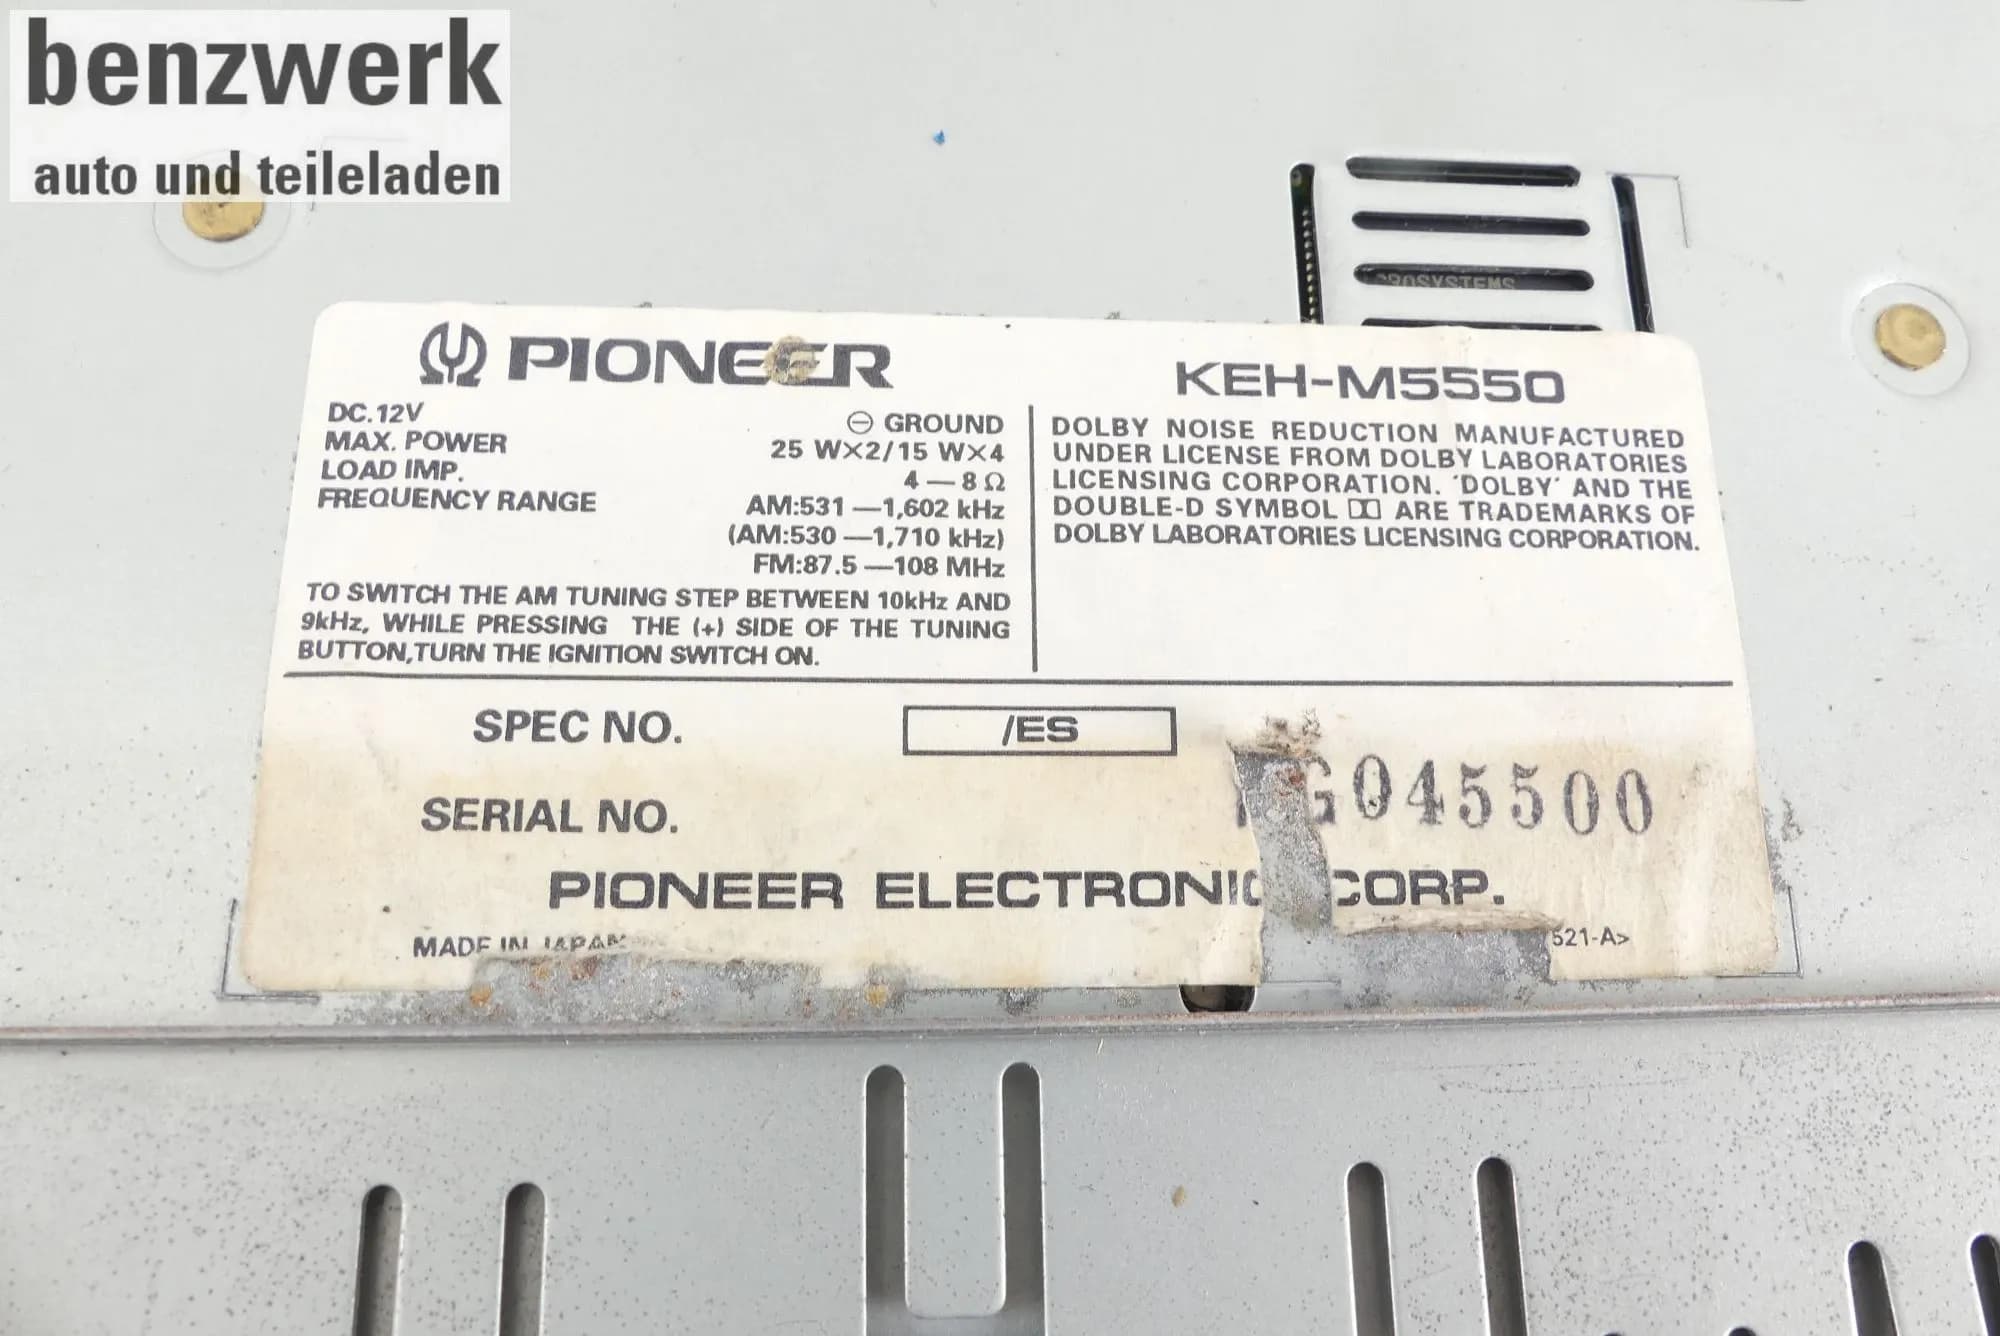 benzwerk
auto und teileladen
PIONEER
KEH-M5550
DC.12V
⊖ GROUND
MAX. POWER
25 W×2/15 W×4
LOAD IMP.
4 — 8 Ω
FREQUENCY RANGE
AM:531 —1,602 kHz
(AM:530 —1,710 kHz)
FM:87.5 —108 MHz
TO SWITCH THE AM TUNING STEP BETWEEN 10kHz AND
9kHz, WHILE PRESSING THE (+) SIDE OF THE TUNING
BUTTON,TURN THE IGNITION SWITCH ON.
DOLBY NOISE REDUCTION MANUFACTURED
UNDER LICENSE FROM DOLBY LABORATORIES
LICENSING CORPORATION. 'DOLBY' AND THE
DOUBLE-D SYMBOL ARE TRADEMARKS OF
DOLBY LABORATORIES LICENSING CORPORATION.
SPEC NO.
/ES
SERIAL NO.
G045500
PIONEER ELECTRONIC CORP.
MADE IN JAPAN
521-A>